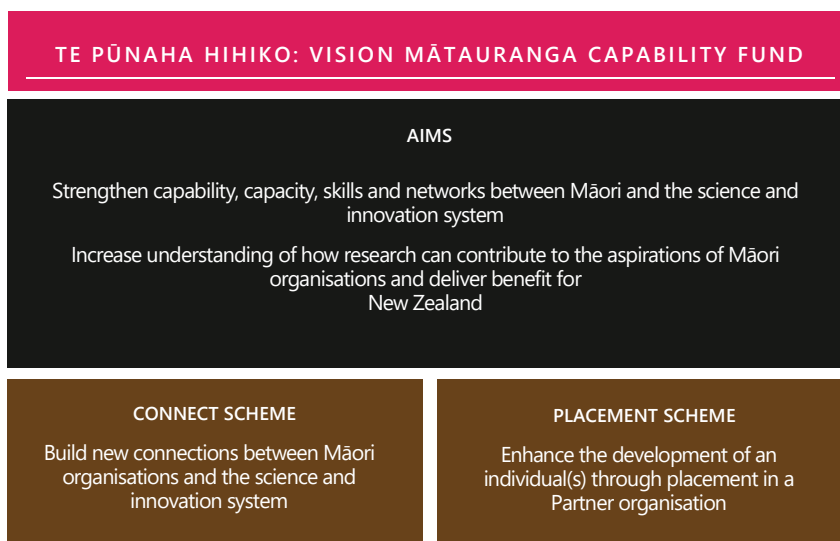 TE PŪNAHA HIHIKO: VISION MĀTAURANGA CAPABILITY FUND
AIMS
Strengthen capability, capacity, skills and networks between Māori and the science and
innovation system
Increase understanding of how research can contribute to the aspirations of Māori
organisations and deliver benefit for
New Zealand
CONNECT SCHEME
Build new connections between Māori
organisations and the science and
innovation system
PLACEMENT SCHEME
Enhance the development of an
individual(s) through placement in a
Partner organisation